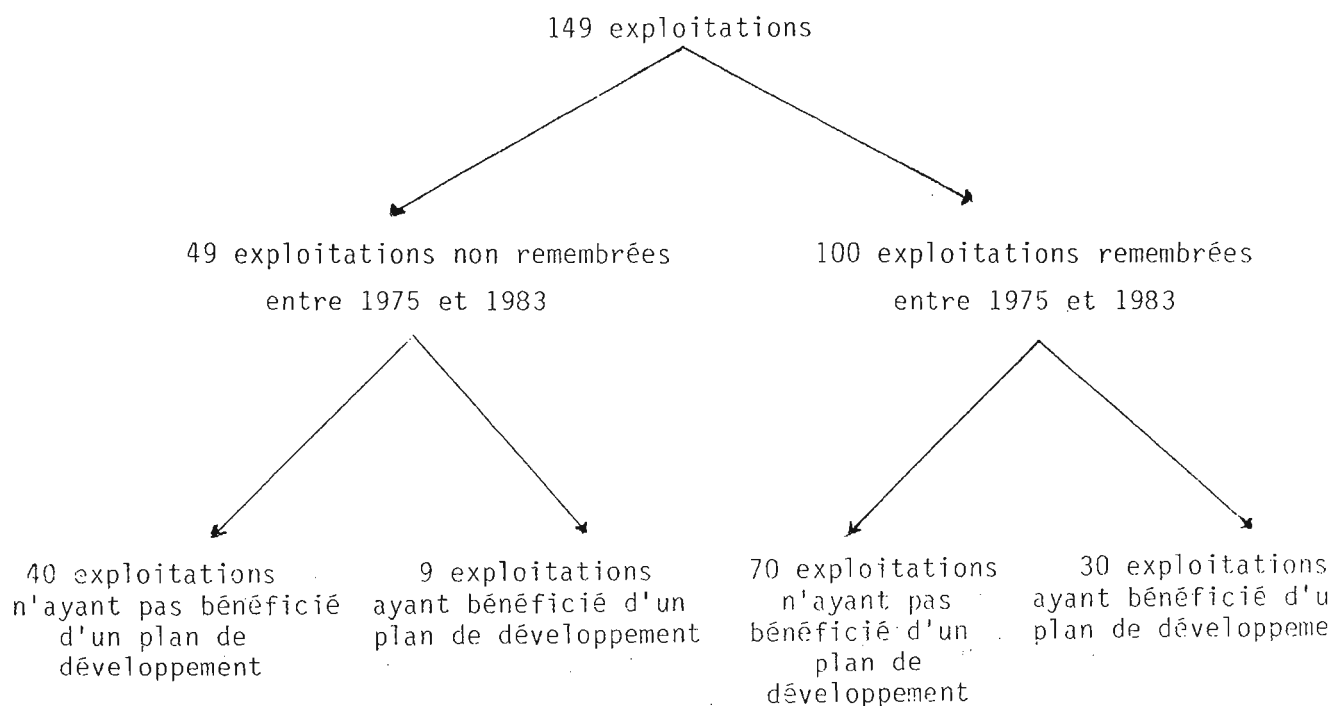 149 exploitations
49 exploitations non remembrées
entre 1975 et 1983
100 exploitations remembrées
entre 1975 et 1983
40 exploitations
n'ayant pas bénéficié
d'un plan de
développement
9 exploitations
ayant bénéficié d'un
plan de développement
70 exploitations
n'ayant pas
bénéficié d'un
plan de
développement
30 exploitations
ayant bénéficié d'u
plan de développeme